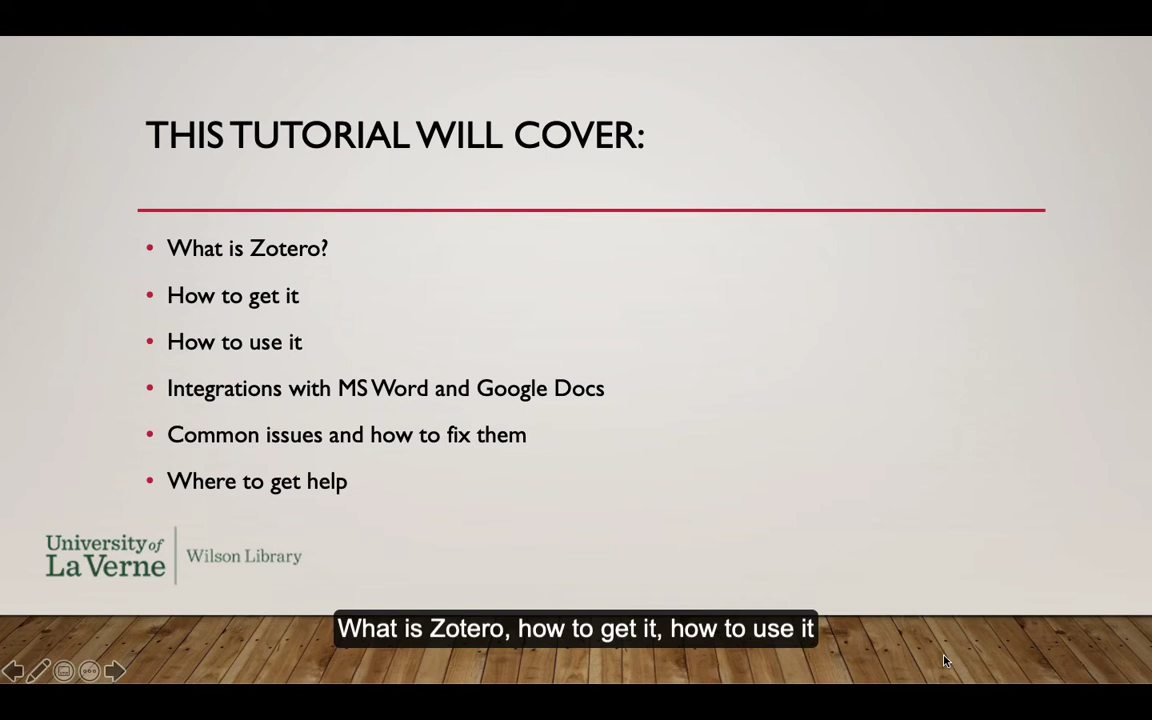 THIS TUTORIAL WILL COVER:
• What is Zotero?
• How to get it
• How to use it
• Integrations with MS Word and Google Docs
• Common issues and how to fix them
• Where to get help
University of
La Verne
Wilson Library
What is Zotero, how to get it, how to use it